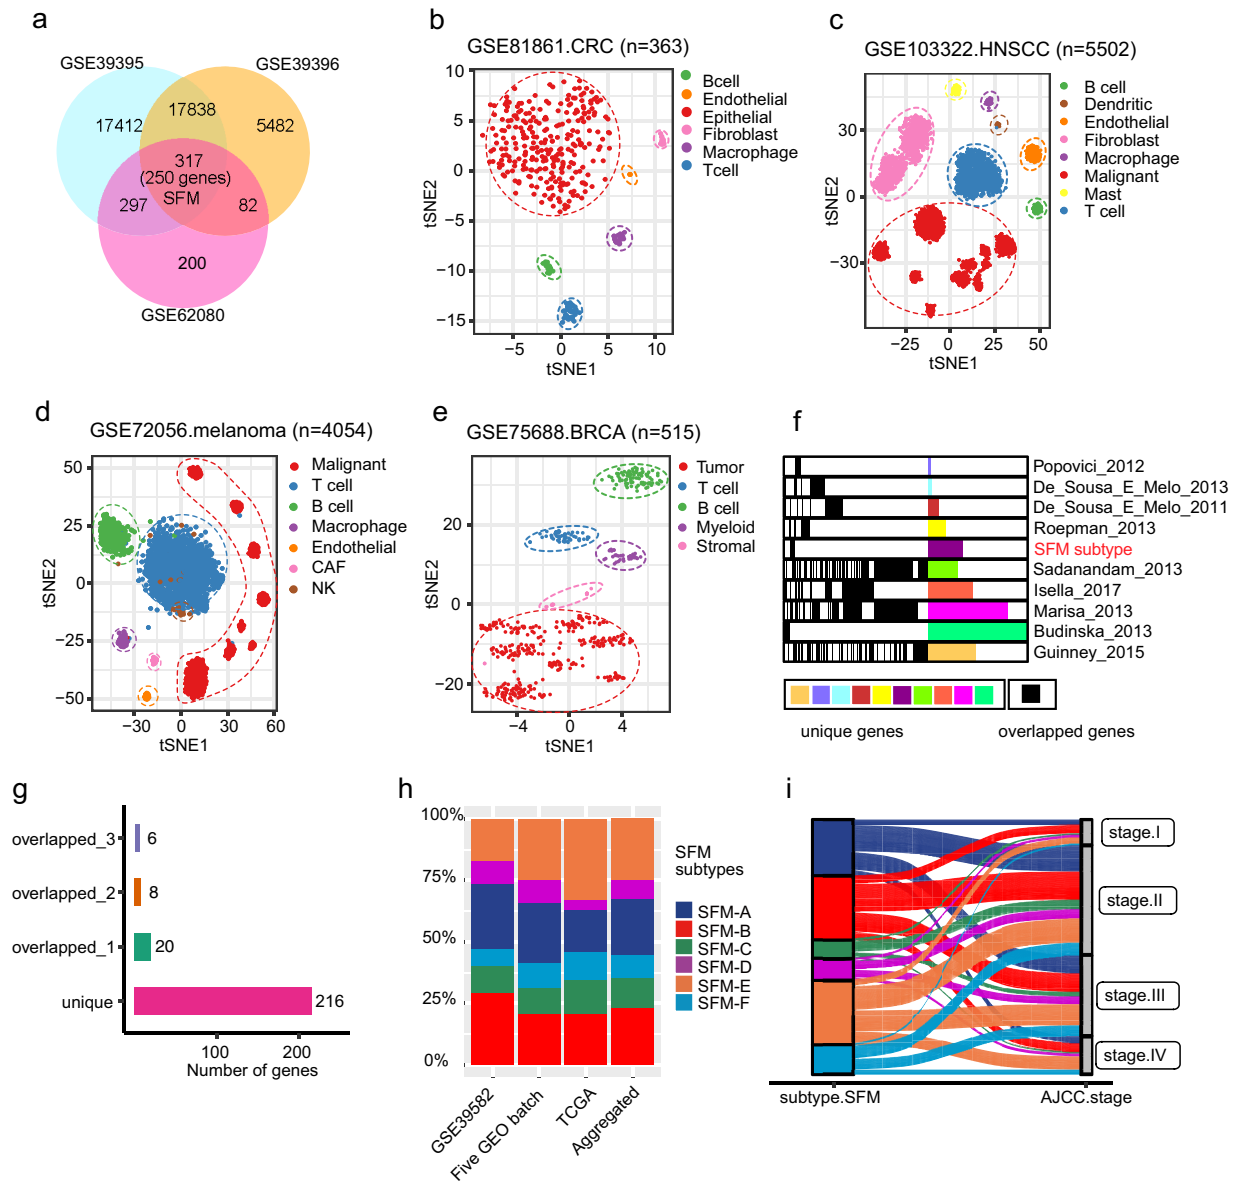 a
GSE39395
GSE39396
17412
17838
5482
317
(250 genes)
SFM
297
82
200
GSE62080
b
GSE81861.CRC (n=363)
10
5
0
−5
−10
−15
tSNE2
−5
0
5
10
tSNE1
Bcell
Endothelial
Epithelial
Fibroblast
Macrophage
Tcell
c
GSE103322.HNSCC (n=5502)
30
0
−30
tSNE2
−25
0
25
50
tSNE1
B cell
Dendritic
Endothelial
Fibroblast
Macrophage
Malignant
Mast
T cell
d
GSE72056.melanoma (n=4054)
50
25
0
−25
−50
tSNE2
−30
0
30
60
tSNE1
Malignant
T cell
B cell
Macrophage
Endothelial
CAF
NK
e
GSE75688.BRCA (n=515)
20
0
−20
tSNE2
−4
0
4
tSNE1
Tumor
T cell
B cell
Myeloid
Stromal
f
Popovici_2012
De_Sousa_E_Melo_2013
De_Sousa_E_Melo_2011
Roepman_2013
SFM subtype
Sadanandam_2013
Isella_2017
Marisa_2013
Budinska_2013
Guinney_2015
unique genes
overlapped genes
g
overlapped_3
6
overlapped_2
8
overlapped_1
20
unique
216
100
200
Number of genes
h
100%
75%
50%
25%
0%
GSE39582
Five GEO batch
TCGA
Aggregated
SFM
subtypes
SFM-A
SFM-B
SFM-C
SFM-D
SFM-E
SFM-F
i
stage.I
stage.II
stage.III
stage.IV
subtype.SFM
AJCC.stage